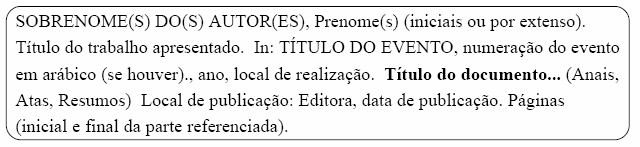 SOBRENOME(S) DO(S) AUTOR(ES), Prenome(s) (iniciais ou por extenso).
Título do trabalho apresentado. In: TÍTULO DO EVENTO, numeração do evento
em arábico (se houver)., ano, local de realização. Título do documento... (Anais,
Atas, Resumos) Local de publicação: Editora, data de publicação. Páginas
(inicial e final da parte referenciada).